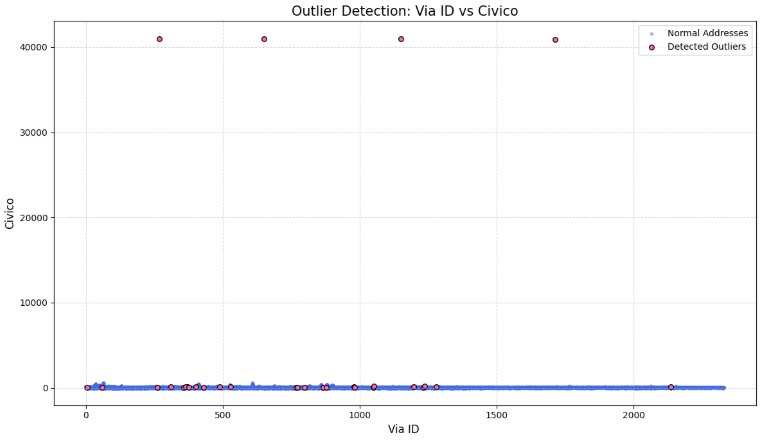 Outlier Detection: Via ID vs Civico
Normal Addresses
Detected Outliers
40000
30000
20000
10000
0
Civico
0 500 1000 1500 2000
Via ID